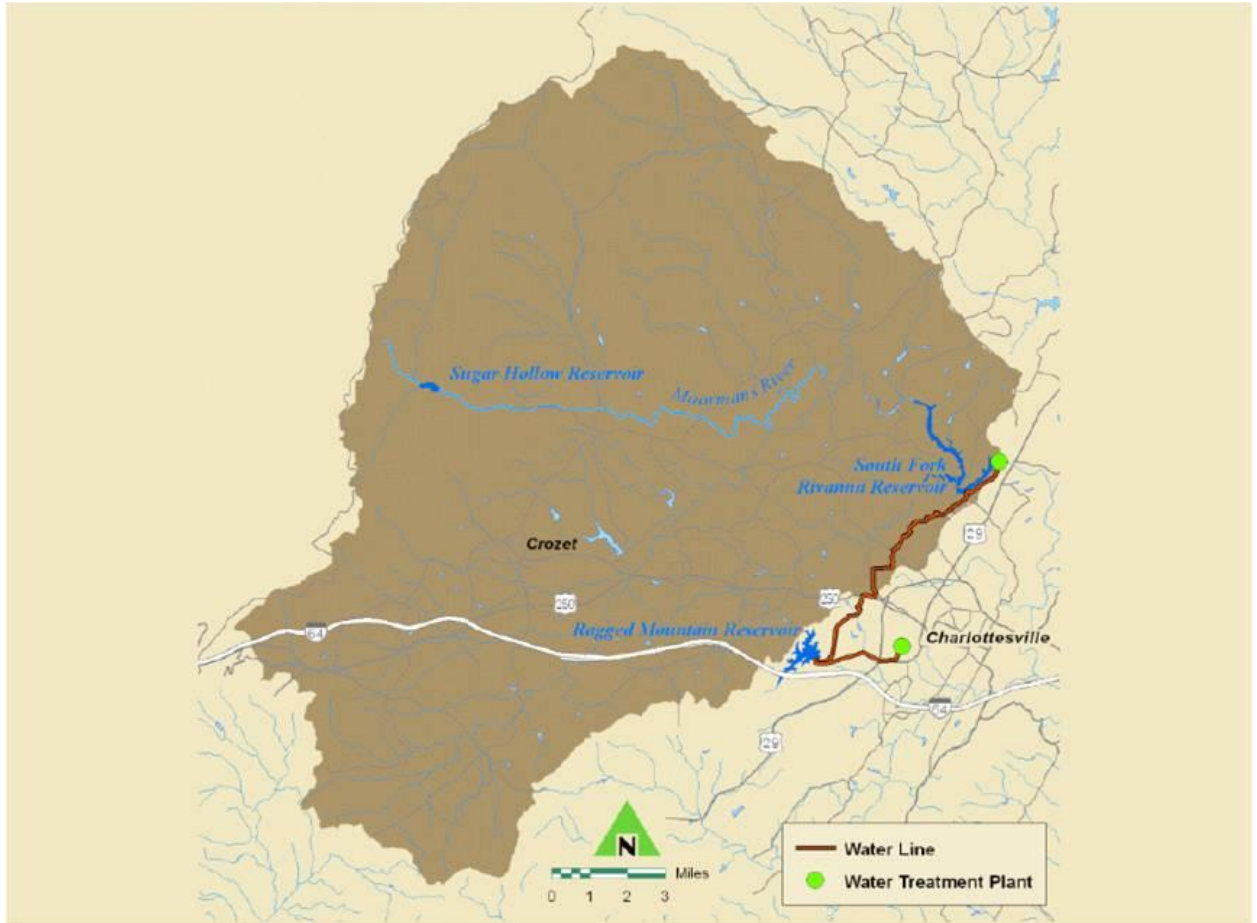 Sugar Hollow Reservoir
Moormans River
South Fork
Rivanna Reservoir
29
Crozet
250
250
Ragged Mountain Reservoir
64
Charlottesville
64
29
N
Miles
0 1 2 3
Water Line
Water Treatment Plant